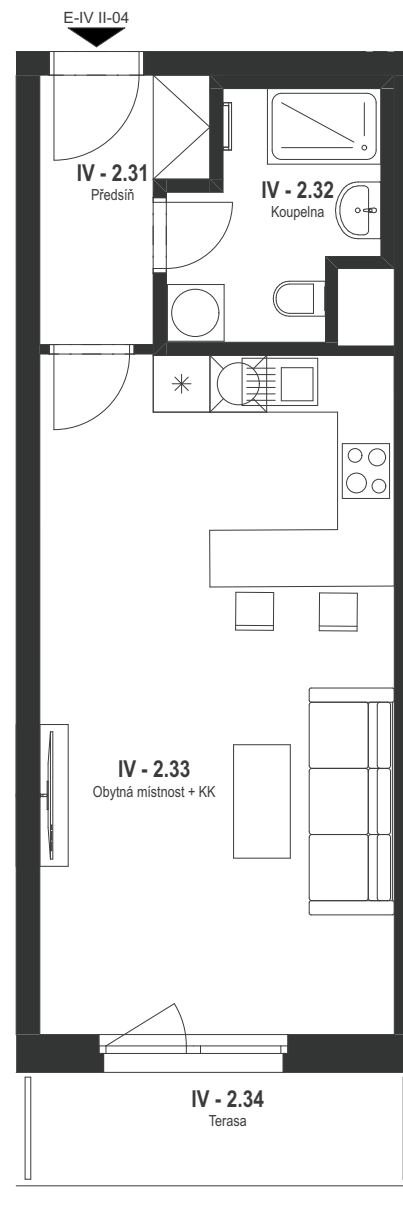 E-IV II-04
IV - 2.31
Předsíň
IV - 2.32
Koupelna
IV - 2.33
Obytná místnost + KK
IV - 2.34
Terasa